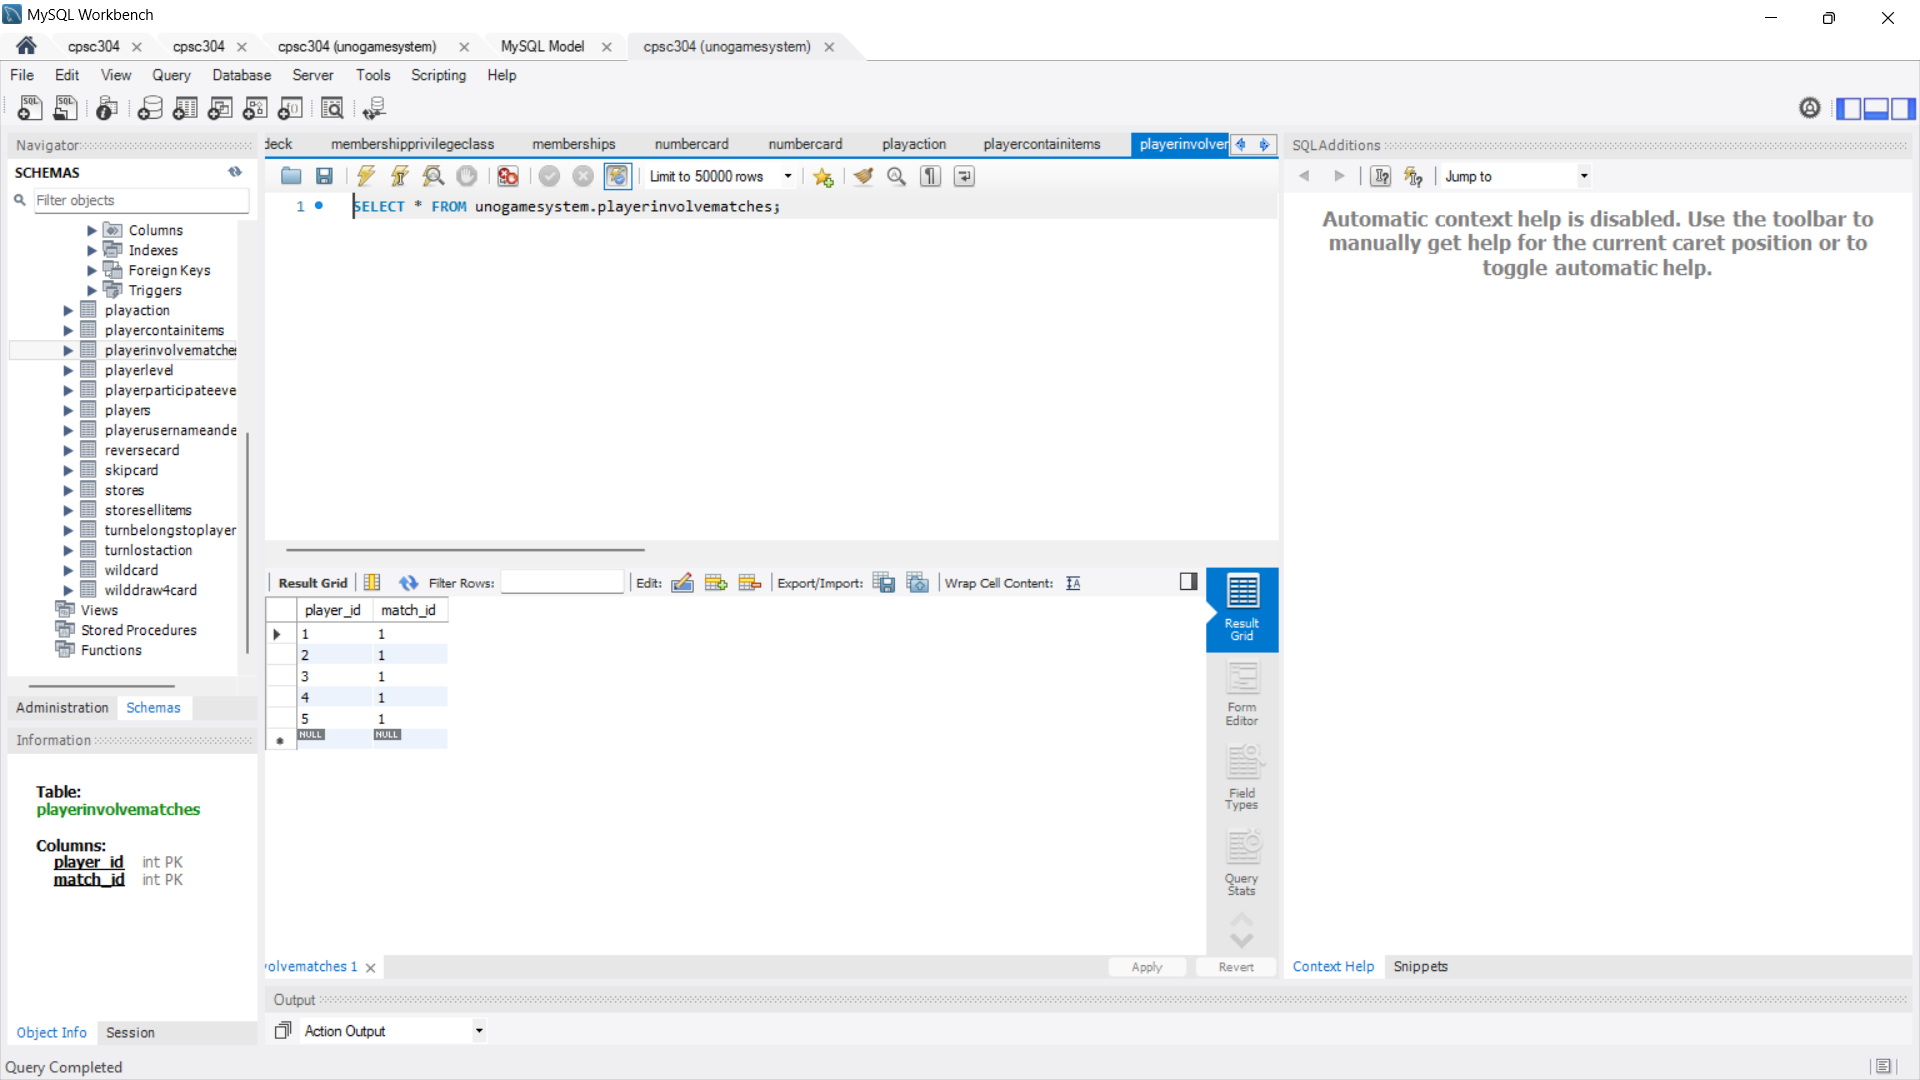 MySQL Workbench
cpsc304
cpsc304
cpsc304 (unogamesystem)
MySQL Model
cpsc304 (unogamesystem)
File Edit View Query Database Server Tools Scripting Help
Navigator
SCHEMAS
Filter objects
Columns
Indexes
Foreign Keys
Triggers
playaction
playercontainitems
playerinvolvematche
playerlevel
playerparticipateeve
players
playerusernameande
reversecard
skipcard
stores
storesellitems
turnbelongstoplayer
turnlostaction
wildcard
wilddraw4card
Views
Stored Procedures
Functions
Administration Schemas
Information
Table:
playerinvolvematches
Columns:
player_id int PK
match_id int PK
Object Info Session
Query Completed
deck membershipprivilegeclass memberships numbercard numbercard playaction playercontainitems playerinvolver
Limit to 50000 rows
1 SELECT * FROM unogamesystem.playerinvolvematches;
Result Grid Filter Rows: Edit: Export/Import: Wrap Cell Content:
player_id match_id
1 1
2 1
3 1
4 1
5 1
NULL NULL
Result
Grid
Form
Editor
Field
Types
Query
Stats
volvematches 1
Apply Revert
Output
Action Output
SQLAdditions
Jump to
Automatic context help is disabled. Use the toolbar to
manually get help for the current caret position or to
toggle automatic help.
Context Help Snippets